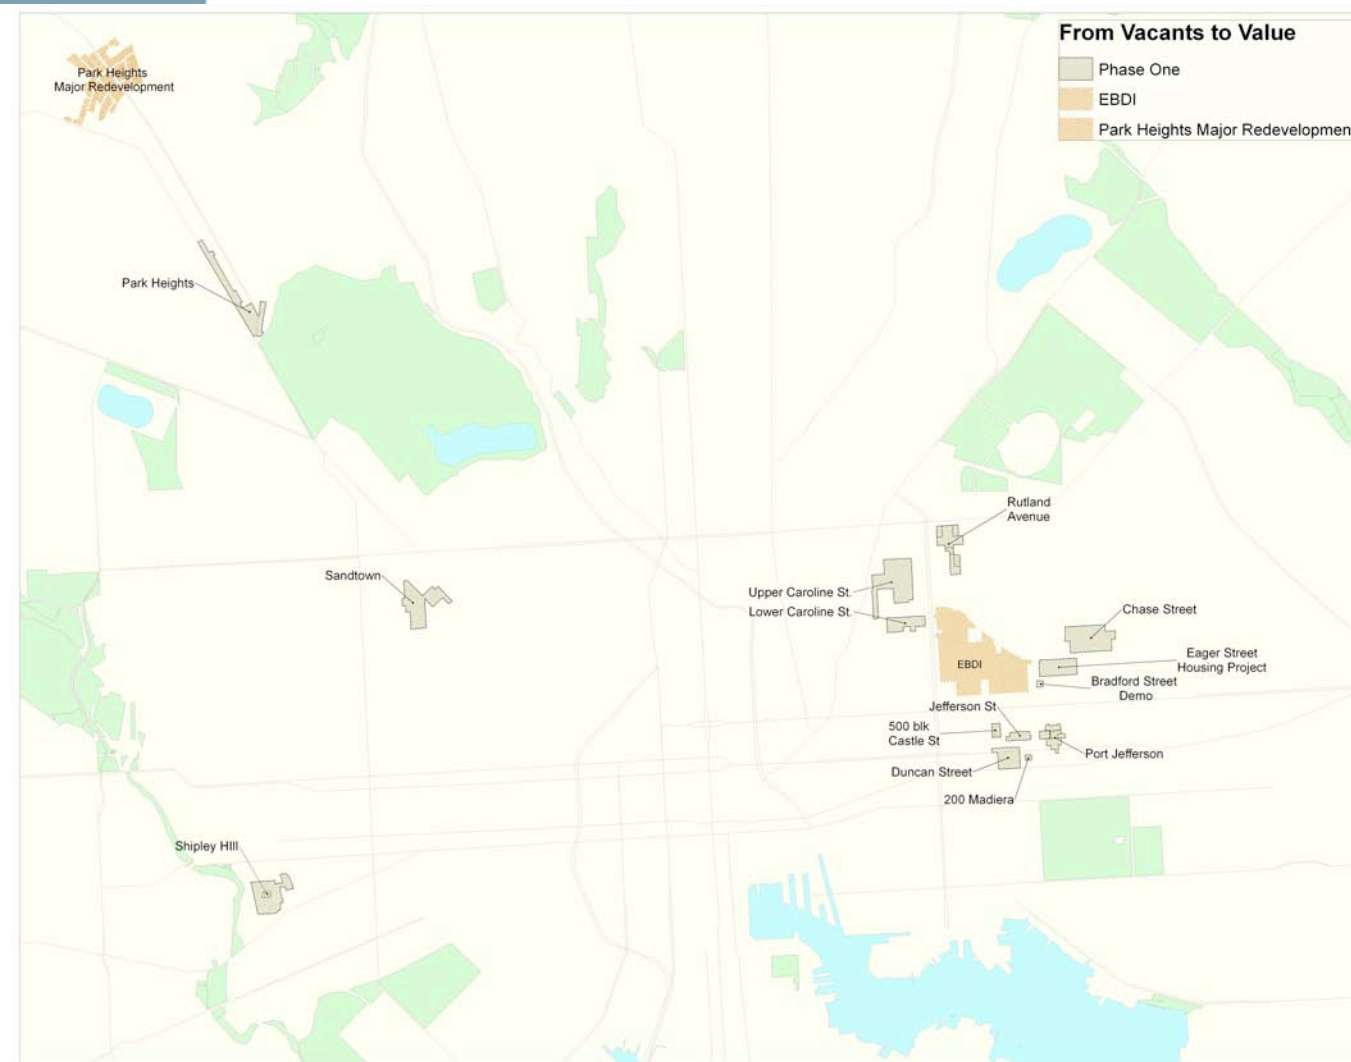 From Vacants to Value
Phase One
EBDI
Park Heights Major Redevelopmen
Park Heights
Major Redevelopment
Park Heights
Rutland
Avenue
Sandtown
Upper Caroline St.
Lower Caroline St.
Chase Street
Eager Street
Housing Project
EBDI
Bradford Street
Demo
Jefferson St
500 blk
Castle St
Port Jefferson
Duncan Street
200 Madiera
Shipley HIll